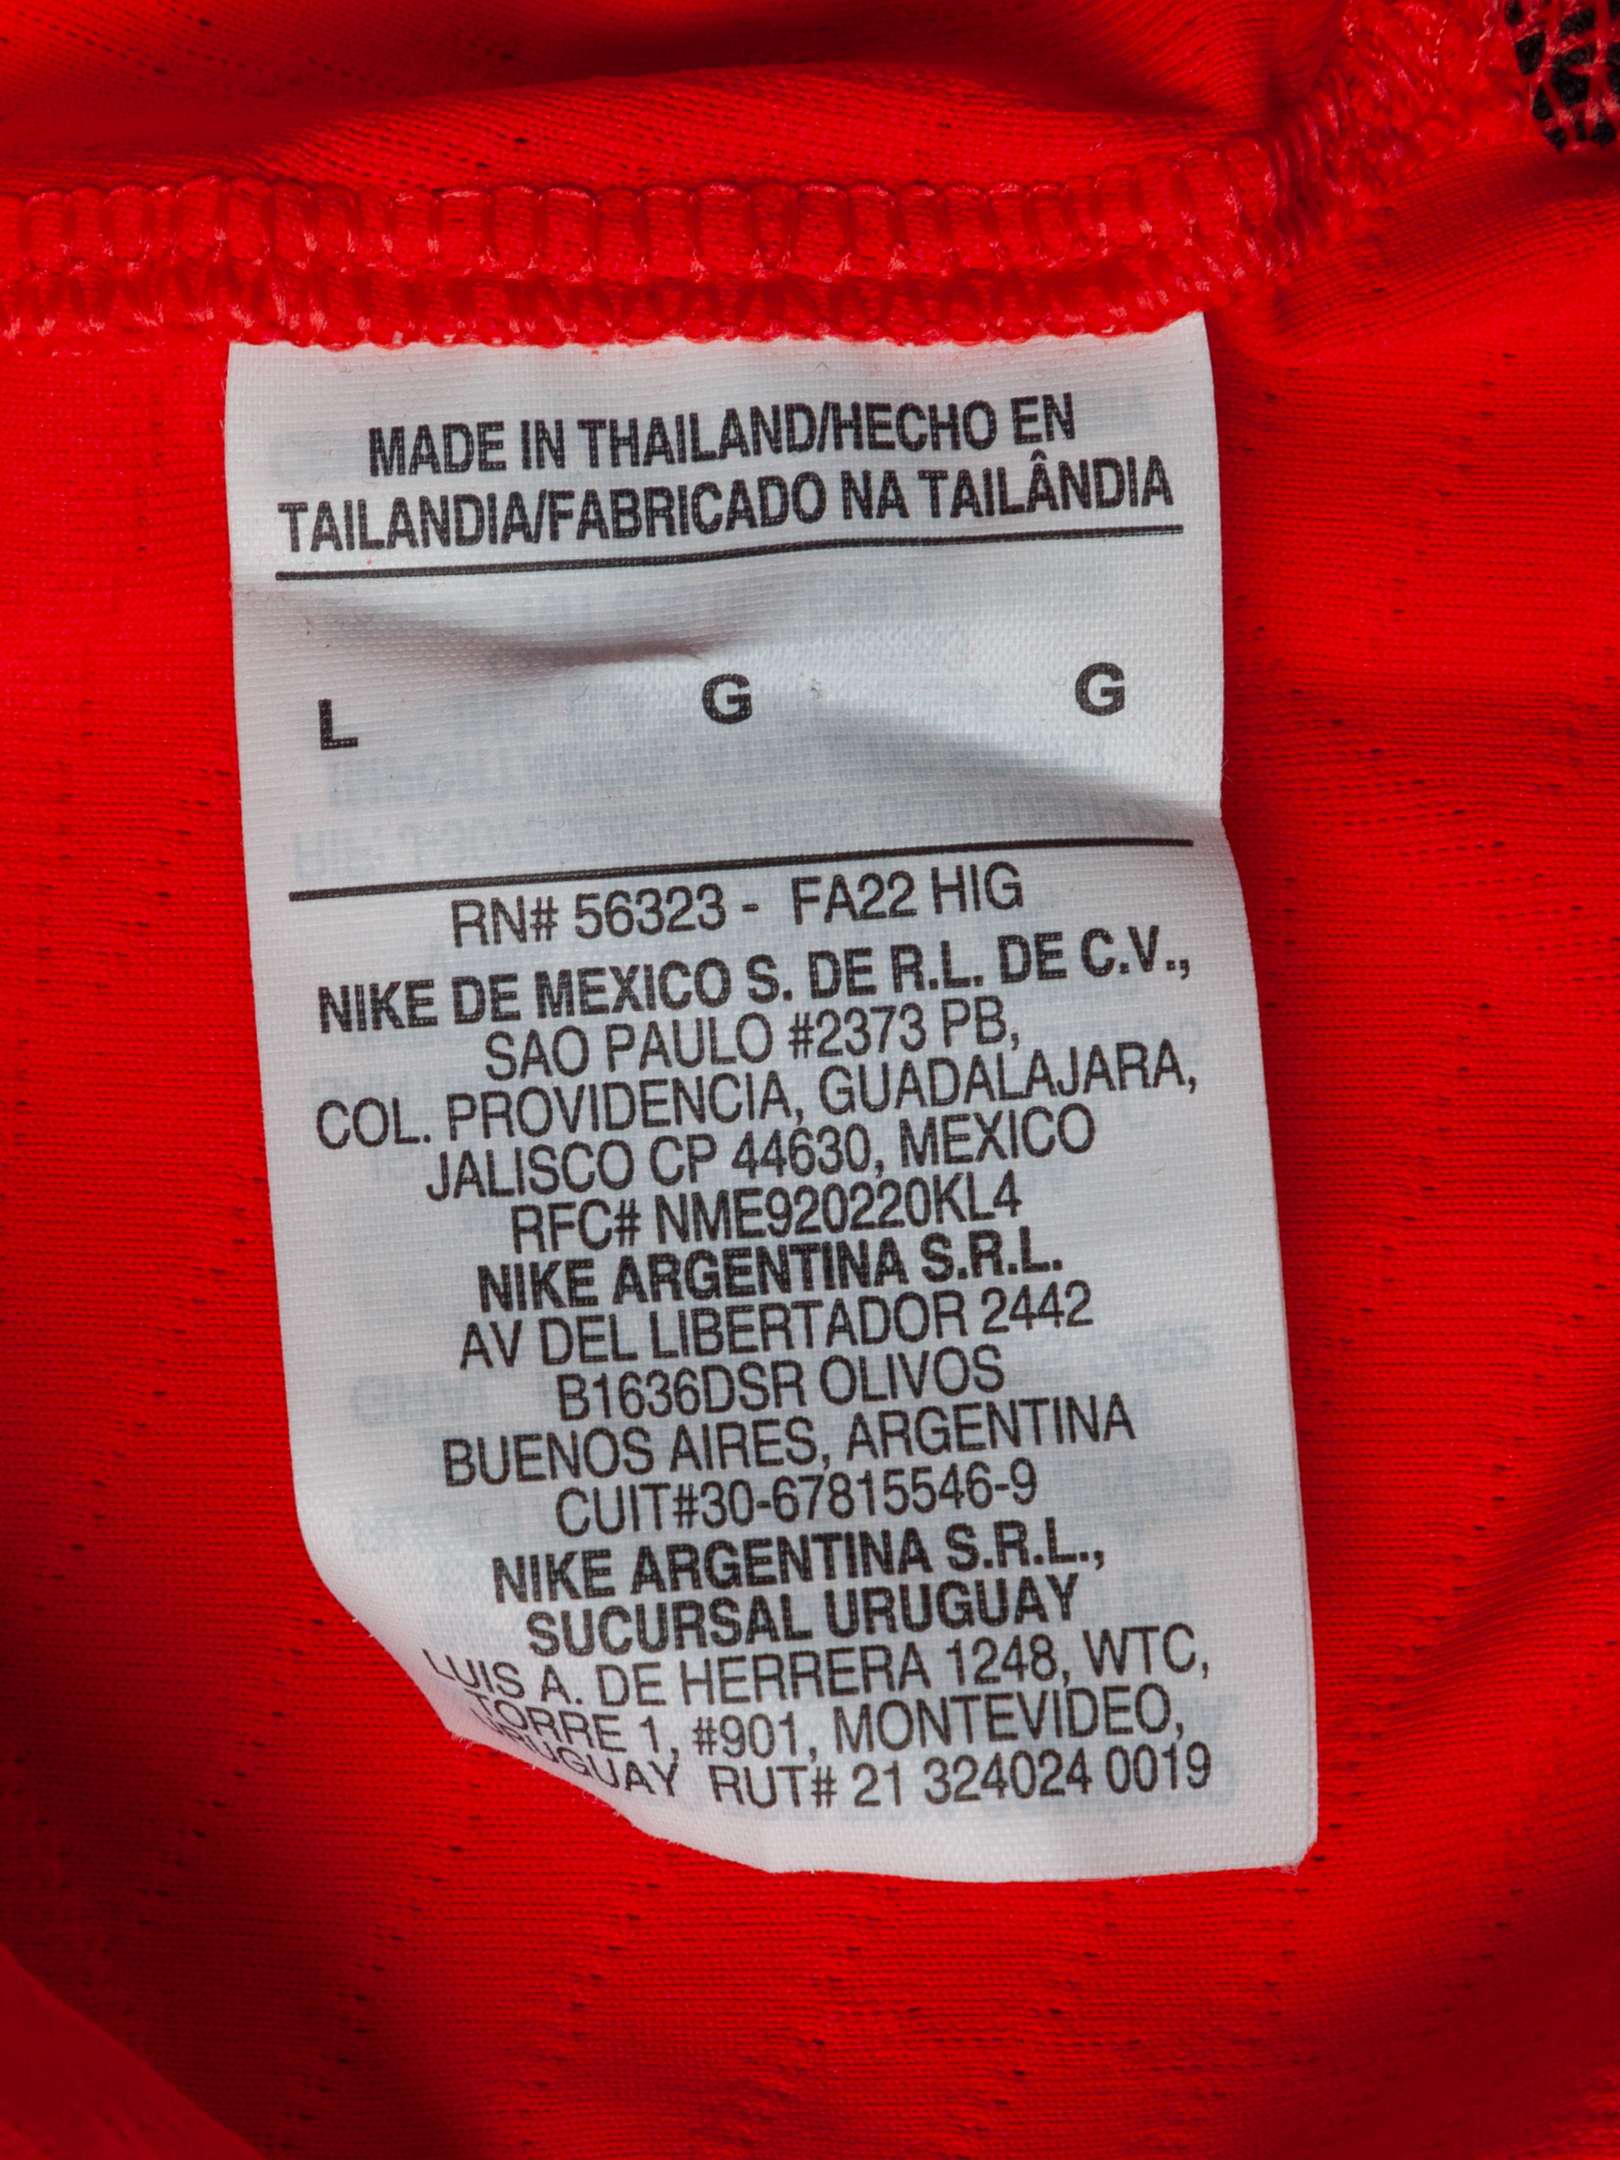 MADE IN THAILAND/HECHO EN
TAILANDIA/FABRICADO NA TAILÂNDIA
L G G
RN# 56323 - FA22 HIG
NIKE DE MEXICO S. DE R.L. DE C.V.,
SAO PAULO #2373 PB,
COL. PROVIDENCIA, GUADALAJARA,
JALISCO CP 44630, MEXICO
RFC# NME920220KL4
NIKE ARGENTINA S.R.L.
AV DEL LIBERTADOR 2442
B1636DSR OLIVOS
BUENOS AIRES, ARGENTINA
CUIT#30-67815546-9
NIKE ARGENTINA S.R.L.,
SUCURSAL URUGUAY
LUIS A. DE HERRERA 1248, WTC,
TORRE 1, #901, MONTEVIDEO,
URUGUAY RUT# 21 324024 0019